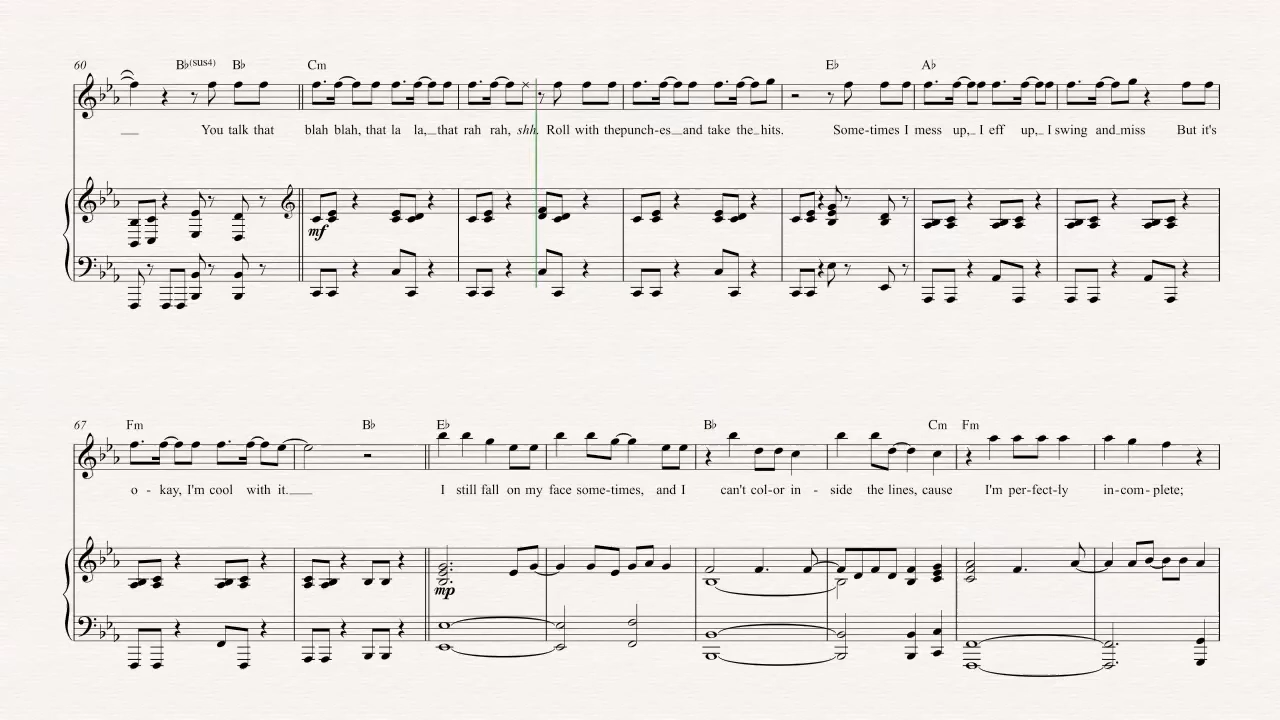 60 B♭(sus4) B♭ Cm E♭ A♭
You talk that blah blah, that la la, that rah rah, shh. Roll with the punch-es and take the hits. Some-times I mess up, I eff up, I swing and miss But it's
mf
67 Fm B♭ E♭ B♭ Cm Fm
o - kay, I'm cool with it. I still fall on my face some-times, and I can't col-or in - side the lines, cause I'm per-fect-ly in-com-plete;
mp